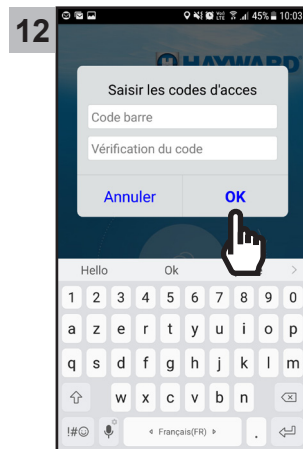 12
45% 10:03
HAYWARD
Saisir les codes d'acces
Code barre
Vérification du code
Annuler OK
Hello Ok
1 2 3 4 5 6 7 8 9 0
a z e r t y u i o p
q s d f g h j k l m
w x c v b n
!#☺ Français(FR) .